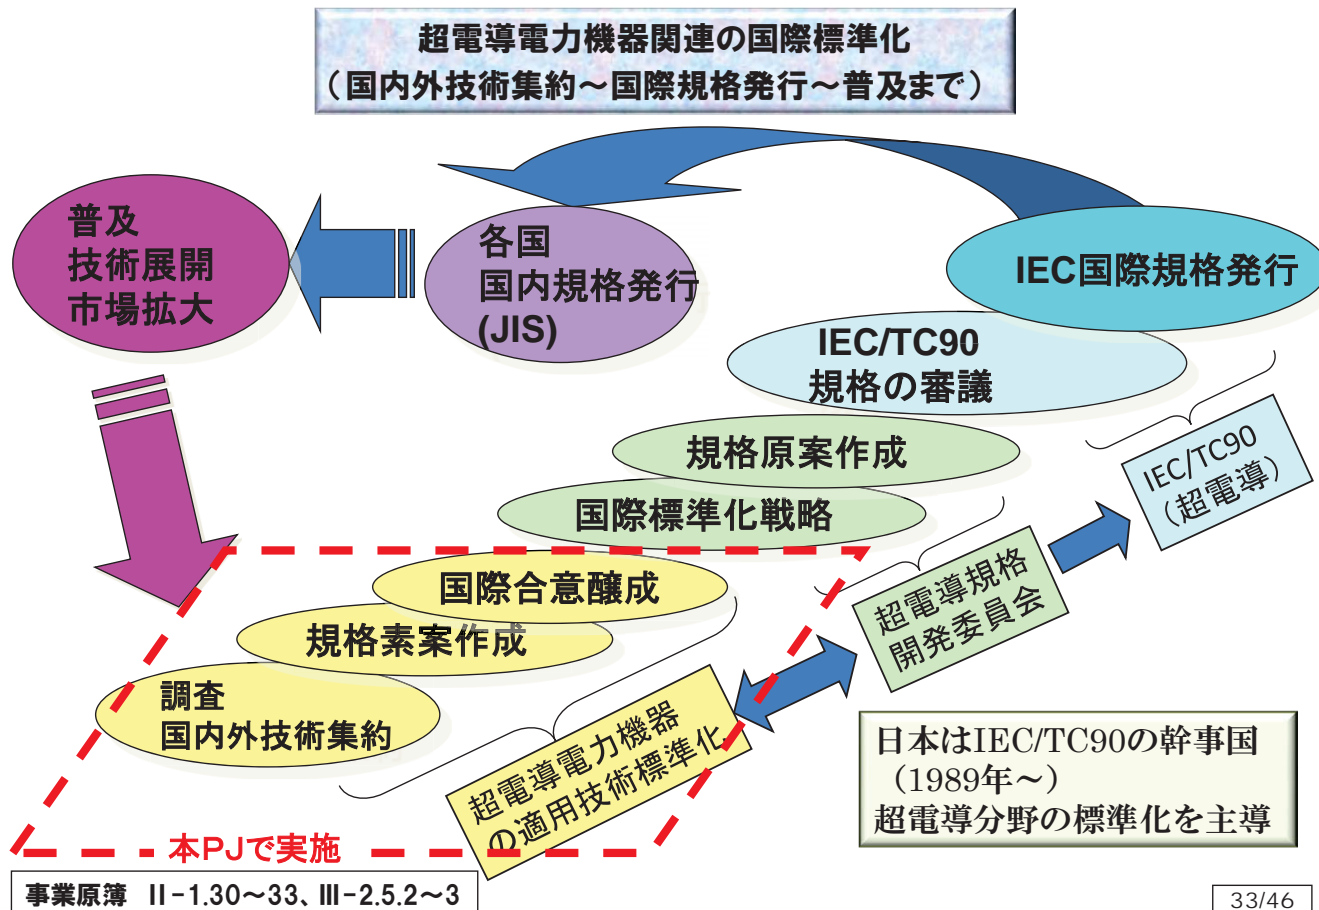 超電導電力機器関連の国際標準化
（国内外技術集約～国際規格発行～普及まで）
普及
技術展開
市場拡大
各国
国内規格発行
(JIS)
IEC国際規格発行
IEC/TC90
規格の審議
規格原案作成
国際標準化戦略
国際合意醸成
規格素案作成
調査
国内外技術集約
IEC/TC90
（超電導）
超電導規格
開発委員会
超電導電力機器
の適用技術標準化
日本はIEC/TC90の幹事国
（1989年～）
超電導分野の標準化を主導
本PJで実施
事業原簿 II-1.30～33、III-2.5.2～3
33/46